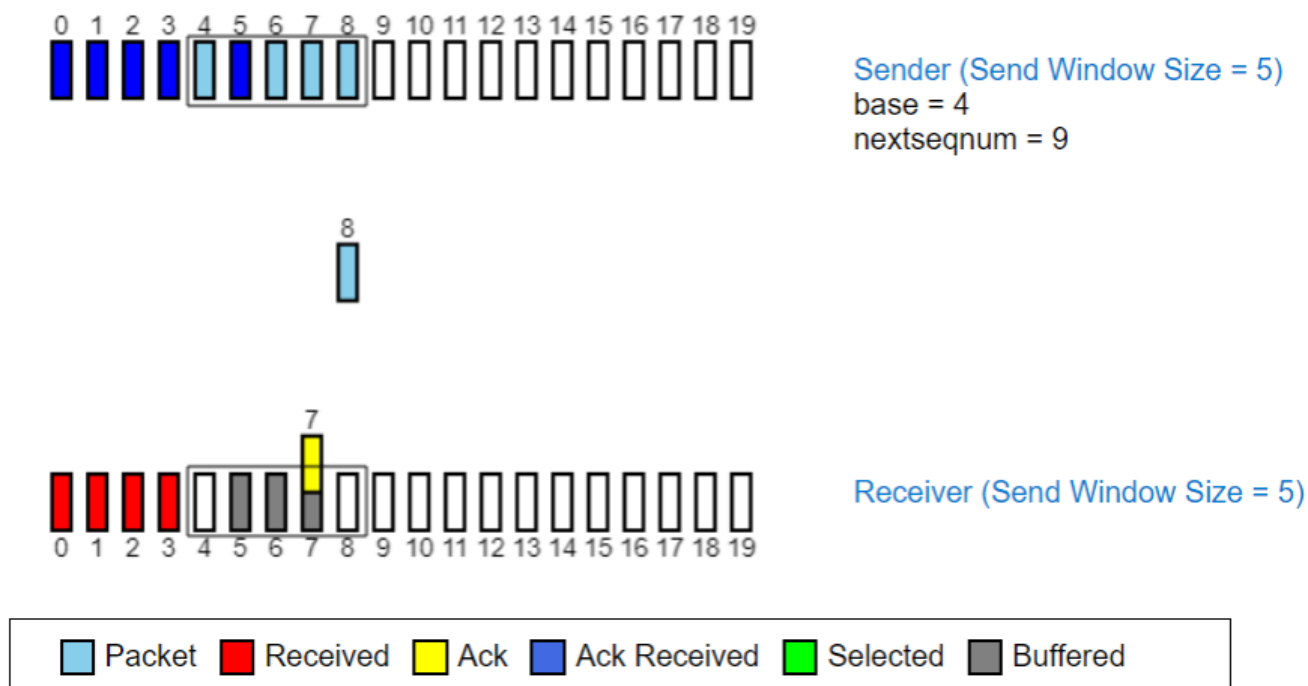 0 1 2 3 4 5 6 7 8 9 10 11 12 13 14 15 16 17 18 19
Sender (Send Window Size = 5)
base = 4
nextseqnum = 9
8
7
Receiver (Send Window Size = 5)
0 1 2 3 4 5 6 7 8 9 10 11 12 13 14 15 16 17 18 19
Packet Received Ack Ack Received Selected Buffered